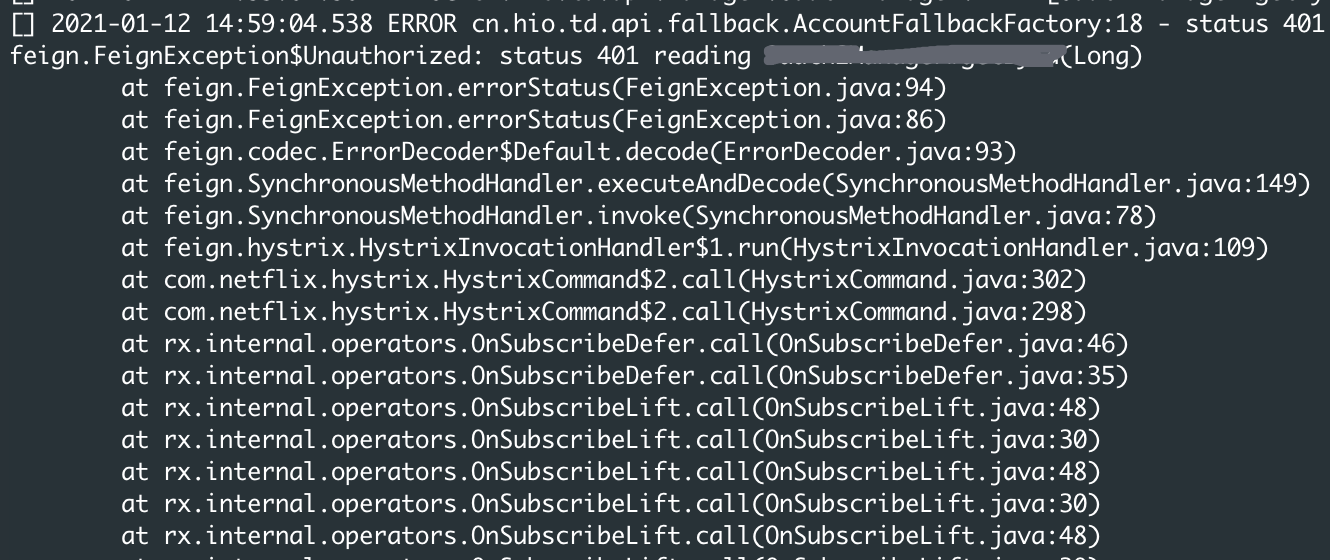 [] 2021-01-12 14:59:04.538 ERROR cn.hio.td.api.fallback.AccountFallbackFactory:18 - status 401
feign.FeignException$Unauthorized: status 401 reading (Long)
at feign.FeignException.errorStatus(FeignException.java:94)
at feign.FeignException.errorStatus(FeignException.java:86)
at feign.codec.ErrorDecoder$Default.decode(ErrorDecoder.java:93)
at feign.SynchronousMethodHandler.executeAndDecode(SynchronousMethodHandler.java:149)
at feign.SynchronousMethodHandler.invoke(SynchronousMethodHandler.java:78)
at feign.hystrix.HystrixInvocationHandler$1.run(HystrixInvocationHandler.java:109)
at com.netflix.hystrix.HystrixCommand$2.call(HystrixCommand.java:302)
at com.netflix.hystrix.HystrixCommand$2.call(HystrixCommand.java:298)
at rx.internal.operators.OnSubscribeDefer.call(OnSubscribeDefer.java:46)
at rx.internal.operators.OnSubscribeDefer.call(OnSubscribeDefer.java:35)
at rx.internal.operators.OnSubscribeLift.call(OnSubscribeLift.java:48)
at rx.internal.operators.OnSubscribeLift.call(OnSubscribeLift.java:30)
at rx.internal.operators.OnSubscribeLift.call(OnSubscribeLift.java:48)
at rx.internal.operators.OnSubscribeLift.call(OnSubscribeLift.java:30)
at rx.internal.operators.OnSubscribeLift.call(OnSubscribeLift.java:48)